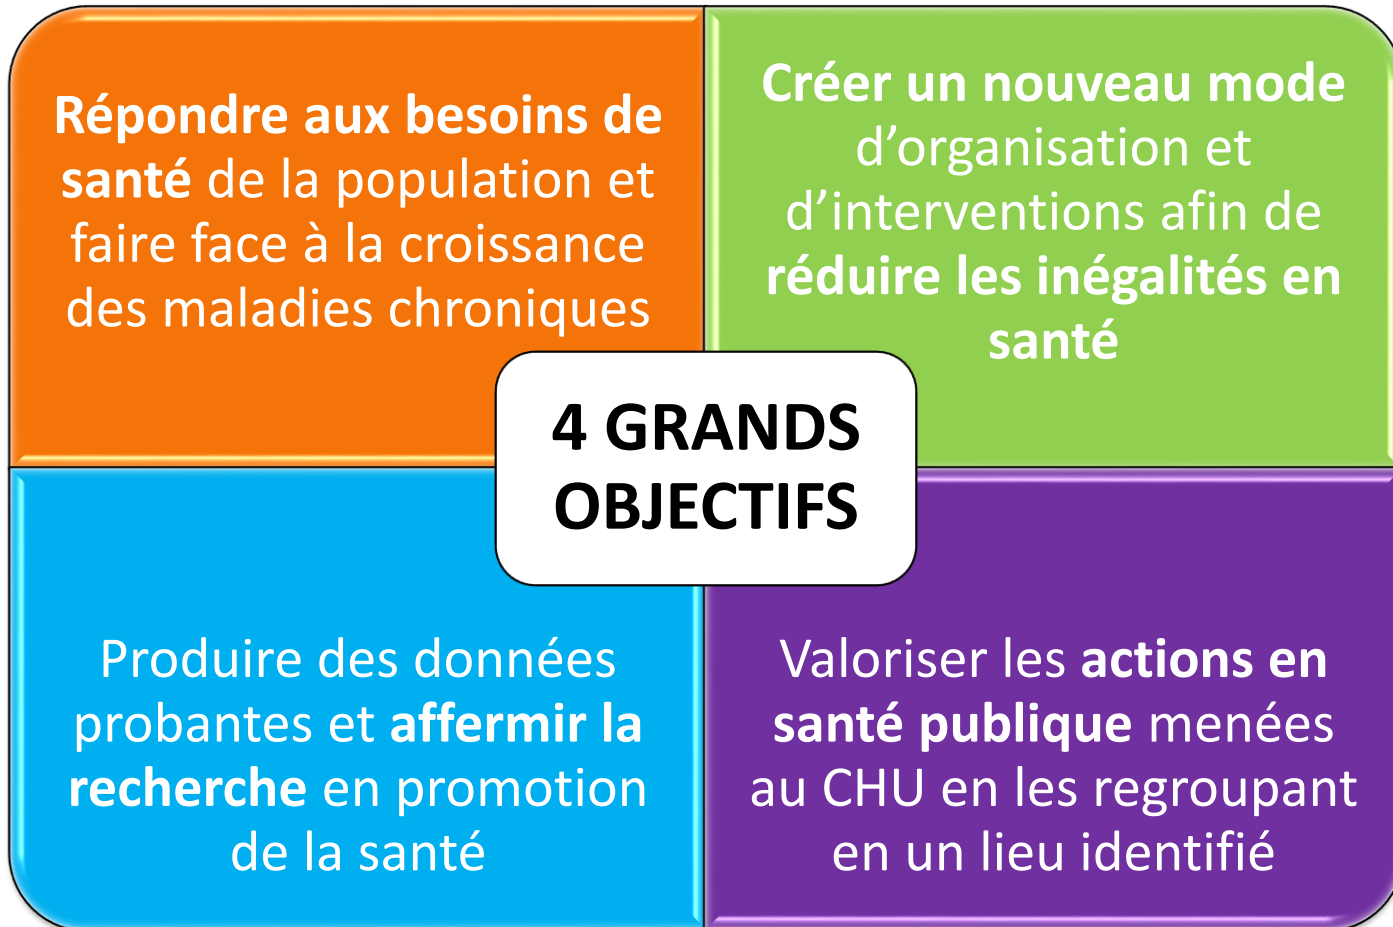 Répondre aux besoins de
santé de la population et
faire face à la croissance
des maladies chroniques
Créer un nouveau mode
d’organisation et
d’interventions afin de
réduire les inégalités en
santé
4 GRANDS
OBJECTIFS
Produire des données
probantes et affermir la
recherche en promotion
de la santé
Valoriser les actions en
santé publique menées
au CHU en les regroupant
en un lieu identifié